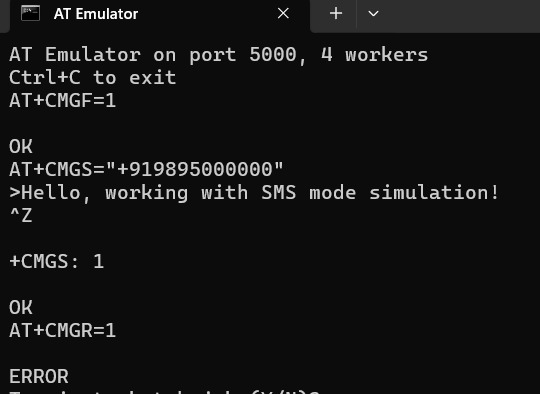 AT Emulator
AT Emulator on port 5000, 4 workers
Ctrl+C to exit
AT+CMGF=1
OK
AT+CMGS="+919895000000"
>Hello, working with SMS mode simulation!
^Z
+CMGS: 1
OK
AT+CMGR=1
ERROR